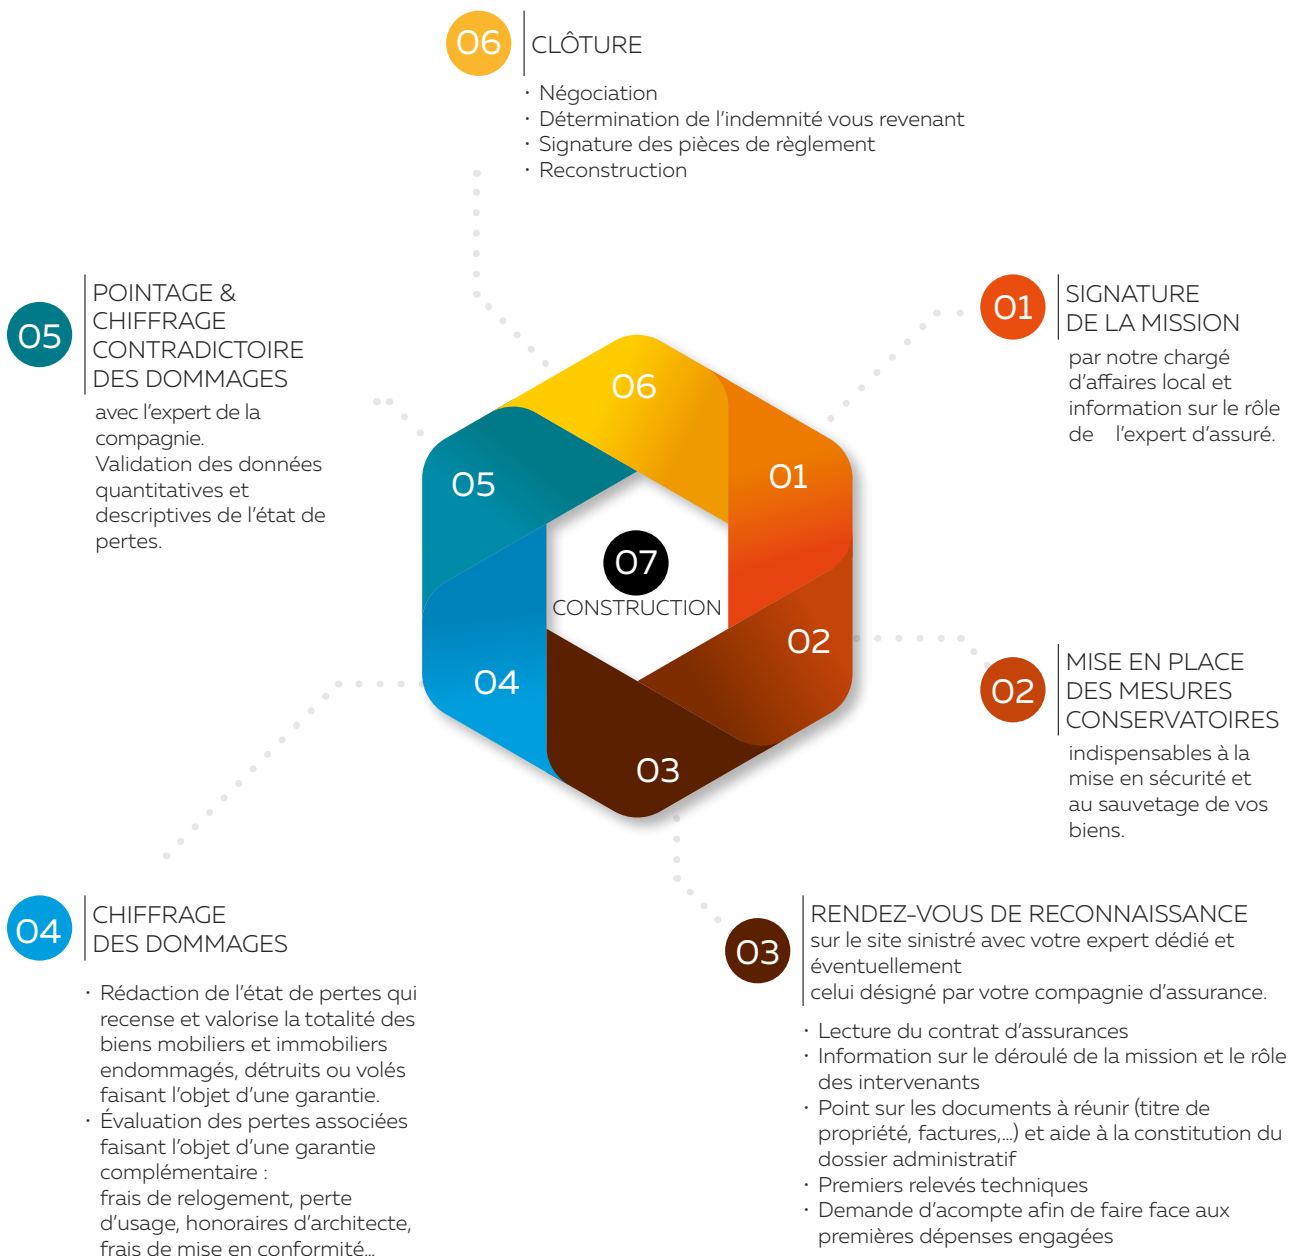 06
CLÔTURE
· Négociation
· Détermination de l'indemnité vous revenant
· Signature des pièces de règlement
· Reconstruction
01
SIGNATURE
DE LA MISSION
par notre chargé
d'affaires local et
information sur le rôle
de l'expert d'assuré.
02
MISE EN PLACE
DES MESURES
CONSERVATOIRES
indispensables à la
mise en sécurité et
au sauvetage de vos
biens.
03
RENDEZ-VOUS DE RECONNAISSANCE
sur le site sinistré avec votre expert dédié et
éventuellement
celui désigné par votre compagnie d'assurance.
· Lecture du contrat d'assurances
· Information sur le déroulé de la mission et le rôle
des intervenants
· Point sur les documents à réunir (titre de
propriété, factures,...) et aide à la constitution du
dossier administratif
· Premiers relevés techniques
· Demande d'acompte afin de faire face aux
premières dépenses engagées
04
CHIFFRAGE
DES DOMMAGES
· Rédaction de l'état de pertes qui
recense et valorise la totalité des
biens mobiliers et immobiliers
endommagés, détruits ou volés
faisant l'objet d'une garantie.
· Évaluation des pertes associées
faisant l'objet d'une garantie
complémentaire :
frais de relogement, perte
d'usage, honoraires d'architecte,
frais de mise en conformité...
05
POINTAGE &
CHIFFRAGE
CONTRADICTOIRE
DES DOMMAGES
avec l'expert de la
compagnie.
Validation des données
quantitatives et
descriptives de l'état de
pertes.
06
01
02
03
04
05
07
CONSTRUCTION